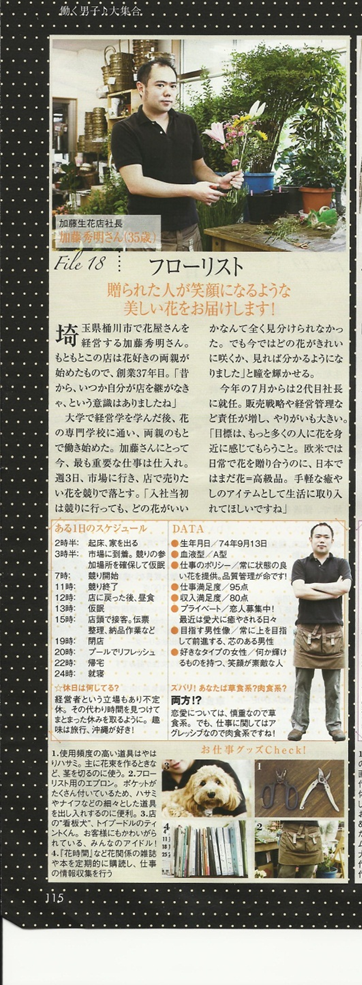 働く男子♪大集合
加藤生花店社長
加藤秀明さん(35歳)
File 18
フローリスト
贈られた人が笑顔になるような
美しい花をお届けします!
埼玉県桶川市で花屋さんを
経営する加藤秀明さん。
もともとこの店は花好きの両親が
始めたもので、創業37年目。「昔
から、いつか自分が店を継がなき
ゃ、という意識はありましたね」
大学で経営学を学んだ後、花
の専門学校に通い、両親のもと
で働き始めた。加藤さんにとって
今、最も重要な仕事は仕入れ。
週3日、市場に行き、店で売りた
い花を競りで落とす。「入社当初
は競りに行っても、どの花がいい
かなんて全く見分けられなかっ
た。でも今ではどの花がきれい
に咲くか、見れば分かるようにな
りました」と瞳を輝かせる。
今年の7月からは2代目社長
に就任。販売戦略や経営管理な
ど責任が増し、やりがいも大きい。
「目標は、もっと多くの人に花を身
近に感じてもらうこと。欧米では
日常で花を贈り合うのに、日本で
はまだ花=高級品。手軽な癒や
しのアイテムとして生活に取り入
れてほしいですね」
ある1日のスケジュール
2時半: 起床、家を出る
3時半: 市場に到着。競りの参
加場所を確保して仮眠
7時: 競り開始
11時: 競り終了
12時: 店に戻った後、昼食
13時: 仮眠
15時: 店頭で接客。伝票
整理、納品作業など
19時: 閉店
20時: プールでリフレッシュ
22時: 帰宅
24時: 就寝
☆休日は何してる?
経営者という立場もあり不定
休。その代わり時間を見つけて
まとまった休みを取るように。趣
味は旅行、沖縄が好き!
DATA
●生年月日/74年9月13日
●血液型/A型
●仕事のポリシー/常に状態の良
い花を提供。品質管理が命です!
●仕事満足度/95点
●収入満足度/80点
●プライベート/恋人募集中!
最近は愛犬に癒やされる日々
●目指す男性像/常に上を目指
して前進する、芯のある男性
●好きなタイプの女性/何か輝け
るものを持つ、笑顔が素敵な人
ズバリ!あなたは草食系?肉食系?
両方!?
恋愛については、慎重なので草
食系。でも、仕事に関してはア
グレッシブなので肉食系ですね!
お仕事グッズCheck!
1.使用頻度の高い道具はやは
りハサミ。主に花束を作るときな
ど、茎を切るのに使う。2.フロー
リスト用のエプロン。ポケットが
たくさん付いているため、ハサミ
やナイフなどの細々とした道具
を出し入れするのに便利。3.店
の“看板犬”、トイプードルのティ
ントくん。お客様にもかわいがら
れている、みんなのアイドル!
4.「花時間」など花関係の雑誌
や本を定期的に購読し、仕事
の情報収集を行う
1
2
4
115